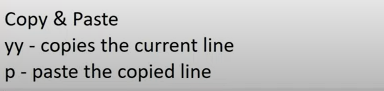 Copy & Paste
yy - copies the current line
p - paste the copied line